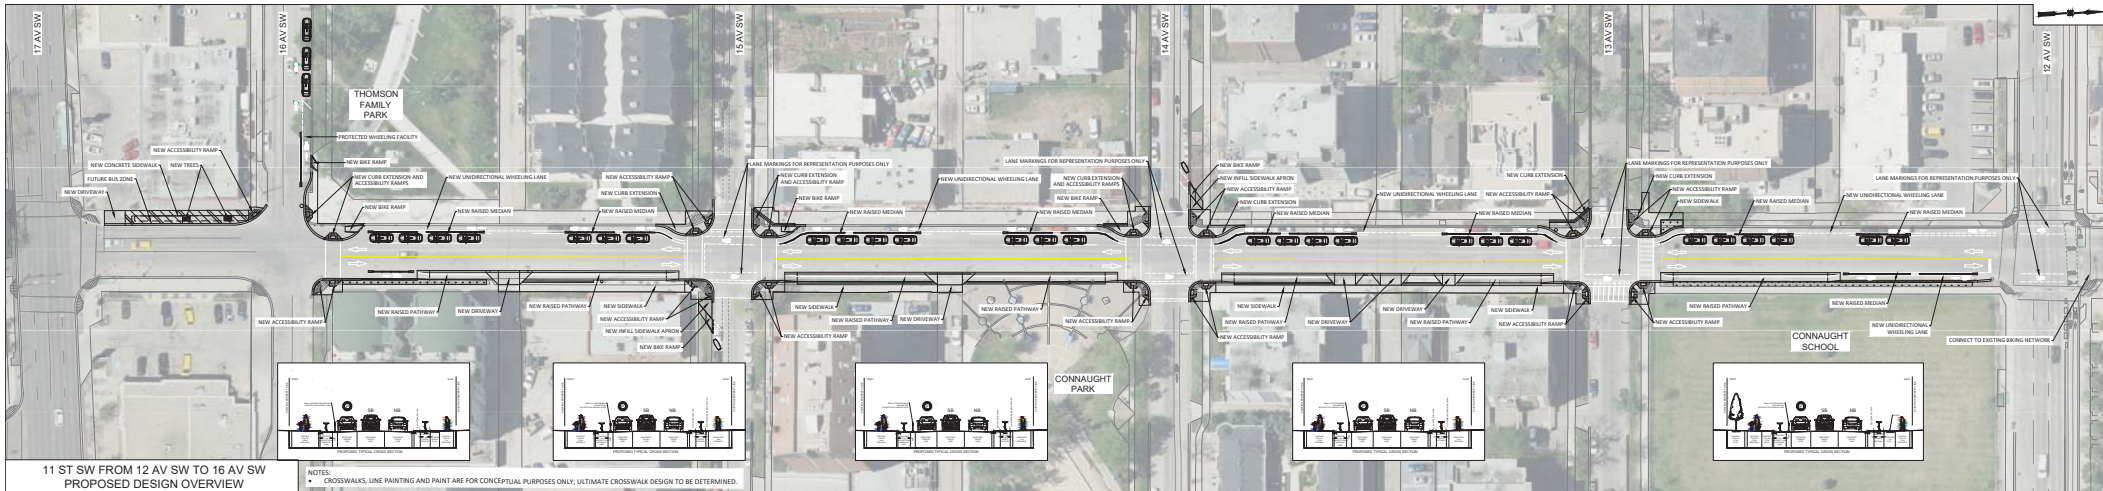 17 AV SW
16 AV SW
15 AV SW
14 AV SW
13 AV SW
12 AV SW
THOMSON
FAMILY
PARK
PROTECTED WHEELING FACILITY
NEW ACCESSIBILITY RAMP
NEW CONCRETE SIDEWALK
NEW TREES
FUTURE BUS ZONE
NEW DRIVEWAY
NEW BIKE RAMP
NEW CURB EXTENSION AND
ACCESSIBILITY RAMPS
NEW UNIDIRECTIONAL WHEELING LANE
NEW BIKE RAMP
NEW RAISED MEDIAN
NEW RAISED MEDIAN
NEW ACCESSIBILITY RAMP
NEW CURB EXTENSION
LANE MARKINGS FOR REPRESENTATION PURPOSES ONLY
NEW CURB EXTENSION
AND ACCESSIBILITY RAMP
NEW BIKE RAMP
NEW RAISED MEDIAN
NEW UNIDIRECTIONAL WHEELING LANE
NEW RAISED MEDIAN
LANE MARKINGS FOR REPRESENTATION PURPOSES ONLY
NEW CURB EXTENSION
AND ACCESSIBILITY RAMPS
NEW BIKE RAMP
NEW BIKE RAMP
NEW INFILL SIDEWALK APRON
NEW ACCESSIBILITY RAMP
NEW CURB EXTENSION
NEW RAISED MEDIAN
NEW UNIDIRECTIONAL WHEELING LANE
NEW RAISED MEDIAN
NEW CURB EXTENSION
NEW ACCESSIBILITY RAMP
LANE MARKINGS FOR REPRESENTATION PURPOSES ONLY
NEW CURB EXTENSION
NEW ACCESSIBILITY RAMP
NEW SIDEWALK
NEW RAISED MEDIAN
NEW UNIDIRECTIONAL WHEELING LANE
NEW RAISED MEDIAN
LANE MARKINGS FOR REPRESENTATION PURPOSES ONLY
NEW ACCESSIBILITY RAMP
NEW RAISED PATHWAY
NEW DRIVEWAY
NEW RAISED PATHWAY
NEW SIDEWALK
NEW ACCESSIBILITY RAMP
NEW INFILL SIDEWALK APRON
NEW BIKE RAMP
NEW ACCESSIBILITY RAMP
NEW SIDEWALK
NEW RAISED PATHWAY
NEW DRIVEWAY
NEW RAISED PATHWAY
NEW ACCESSIBILITY RAMP
NEW ACCESSIBILITY RAMP
NEW SIDEWALK
NEW RAISED PATHWAY
NEW DRIVEWAY
NEW DRIVEWAY
NEW RAISED PATHWAY
NEW SIDEWALK
NEW ACCESSIBILITY RAMP
NEW ACCESSIBILITY RAMP
NEW RAISED PATHWAY
NEW RAISED MEDIAN
NEW UNIDIRECTIONAL
WHEELING LANE
CONNECT TO EXISTING BIKING NETWORK
CONNAUGHT
PARK
CONNAUGHT
SCHOOL
SB
NB
PROPOSED TYPICAL CROSS SECTION
SB
NB
PROPOSED TYPICAL CROSS SECTION
SB
NB
PROPOSED TYPICAL CROSS SECTION
SB
NB
PROPOSED TYPICAL CROSS SECTION
SB
NB
PROPOSED TYPICAL CROSS SECTION
11 ST SW FROM 12 AV SW TO 16 AV SW
PROPOSED DESIGN OVERVIEW
NOTES:
• CROSSWALKS, LINE PAINTING AND PAINT ARE FOR CONCEPTUAL PURPOSES ONLY; ULTIMATE CROSSWALK DESIGN TO BE DETERMINED.